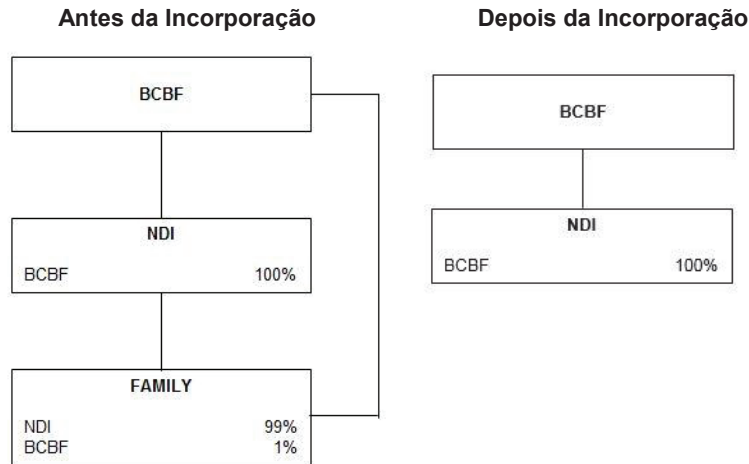 Antes da Incorporação
BCBF
NDI
BCBF 100%
FAMILY
NDI 99%
BCBF 1%
Depois da Incorporação
BCBF
NDI
BCBF 100%